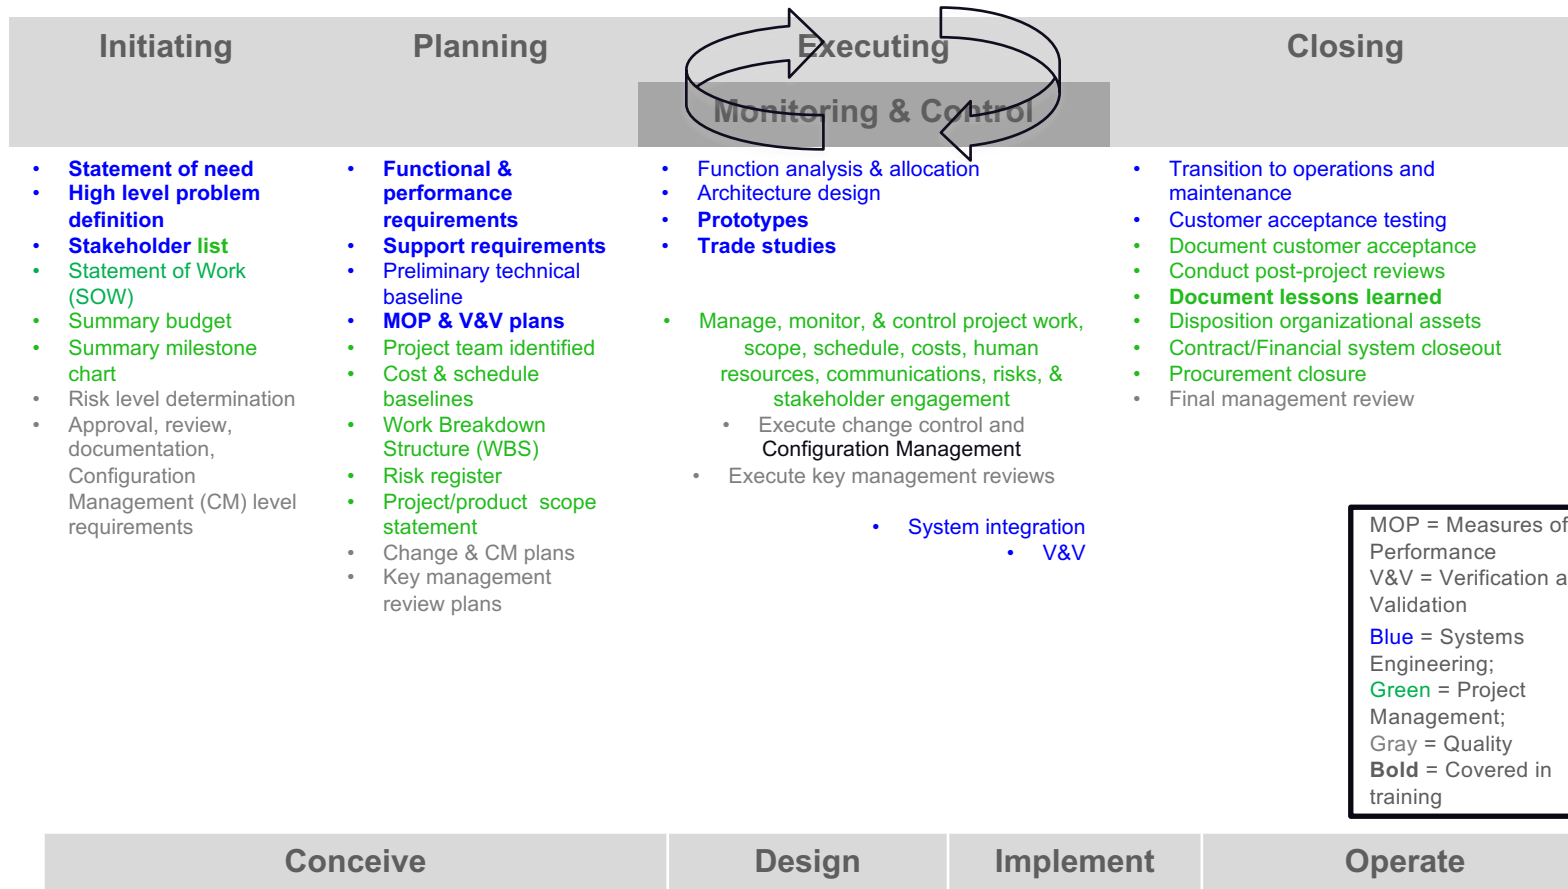 Initiating
Planning
Executing
Closing
Monitoring & Control
• Statement of need
• High level problem
definition
• Stakeholder list
• Statement of Work
(SOW)
• Summary budget
• Summary milestone
chart
• Risk level determination
• Approval, review,
documentation,
Configuration
Management (CM) level
requirements
• Functional &
performance
requirements
• Support requirements
• Preliminary technical
baseline
• MOP & V&V plans
• Project team identified
• Cost & schedule
baselines
• Work Breakdown
Structure (WBS)
• Risk register
• Project/product scope
statement
• Change & CM plans
• Key management
review plans
• Function analysis & allocation
• Architecture design
• Prototypes
• Trade studies
• Manage, monitor, & control project work,
scope, schedule, costs, human
resources, communications, risks, &
stakeholder engagement
• Execute change control and
Configuration Management
• Execute key management reviews
• System integration
• V&V
• Transition to operations and
maintenance
• Customer acceptance testing
• Document customer acceptance
• Conduct post-project reviews
• Document lessons learned
• Disposition organizational assets
• Contract/Financial system closeout
• Procurement closure
• Final management review
MOP = Measures of
Performance
V&V = Verification a
Validation
Blue = Systems
Engineering;
Green = Project
Management;
Gray = Quality
Bold = Covered in
training
Conceive
Design
Implement
Operate